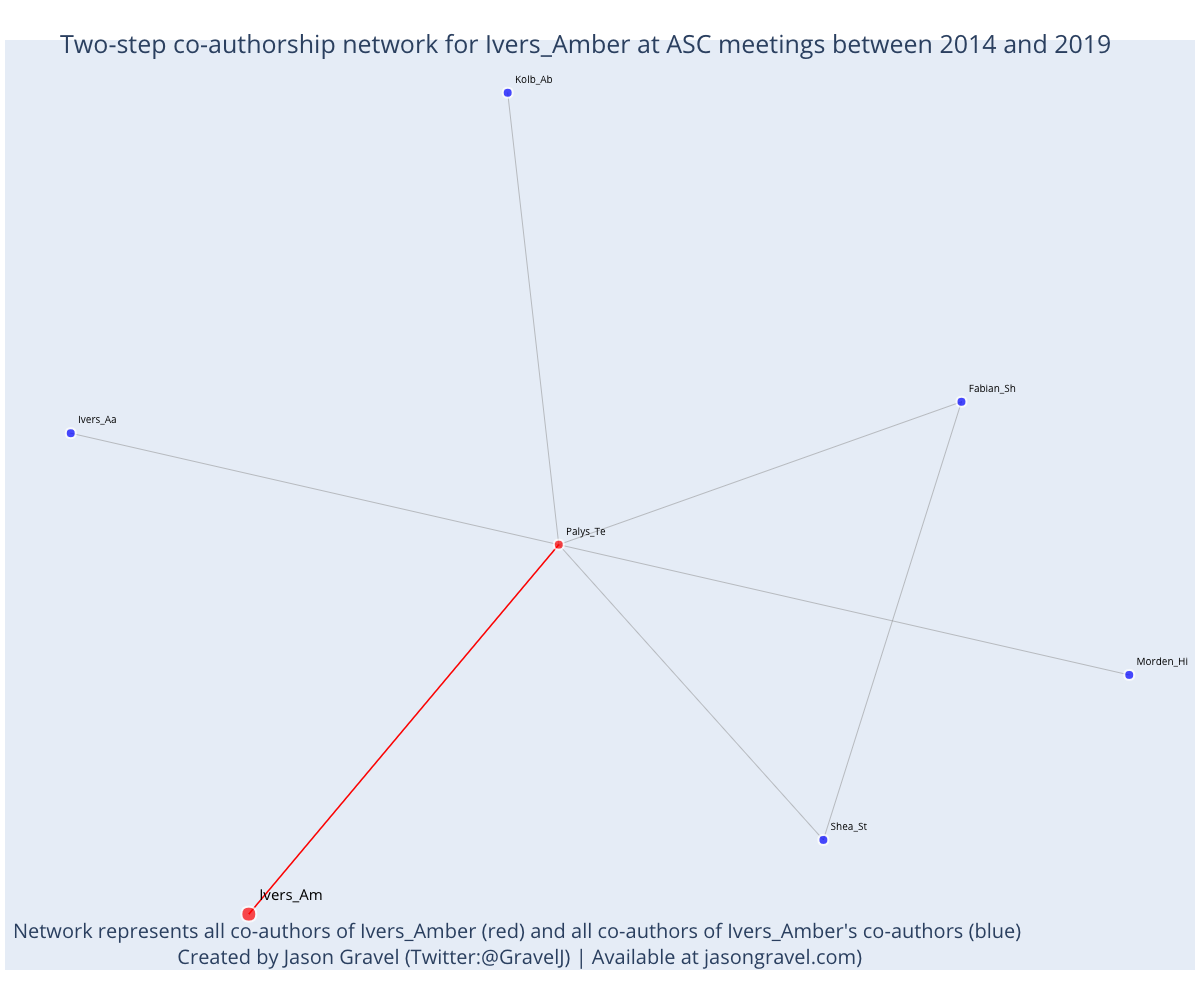 Two-step co-authorship network for Ivers_Amber at ASC meetings between 2014 and 2019
Kolb_Ab
Fabian_Sh
Ivers_Aa
Palys_Te
Morden_Hi
Shea_St
Ivers_Am
Network represents all co-authors of Ivers_Amber (red) and all co-authors of Ivers_Amber's co-authors (blue)
Created by Jason Gravel (Twitter:@GravelJ) | Available at jasongravel.com)